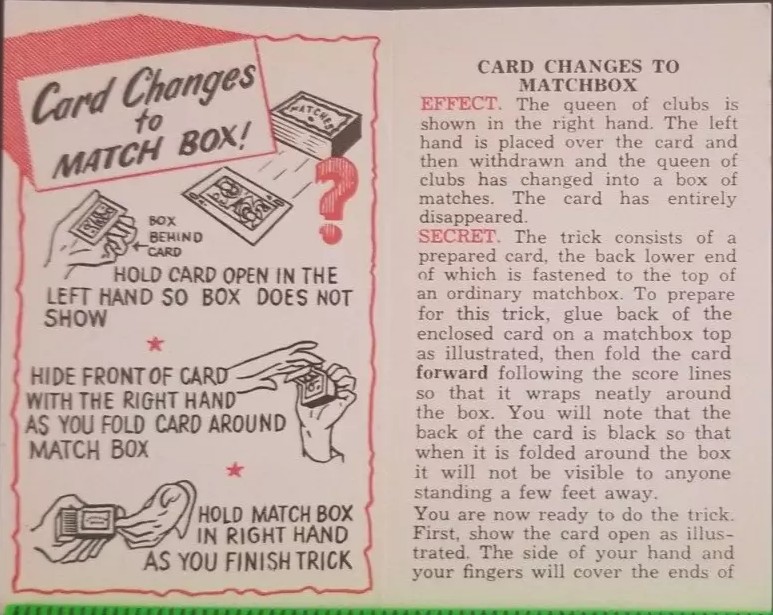 Card Changes
to
MATCH BOX!
MATCHES
?
BOX
BEHIND
CARD
HOLD CARD OPEN IN THE
LEFT HAND SO BOX DOES NOT
SHOW
HIDE FRONT OF CARD
WITH THE RIGHT HAND
AS YOU FOLD CARD AROUND
MATCH BOX
HOLD MATCH BOX
IN RIGHT HAND
AS YOU FINISH TRICK
CARD CHANGES TO
MATCHBOX
EFFECT. The queen of clubs is
shown in the right hand. The left
hand is placed over the card and
then withdrawn and the queen of
clubs has changed into a box of
matches. The card has entirely
disappeared.
SECRET. The trick consists of a
prepared card, the back lower end
of which is fastened to the top of
an ordinary matchbox. To prepare
for this trick, glue back of the
enclosed card on a matchbox top
as illustrated, then fold the card
forward following the score lines
so that it wraps neatly around
the box. You will note that the
back of the card is black so that
when it is folded around the box
it will not be visible to anyone
standing a few feet away.
You are now ready to do the trick.
First, show the card open as illus-
trated. The side of your hand and
your fingers will cover the ends of